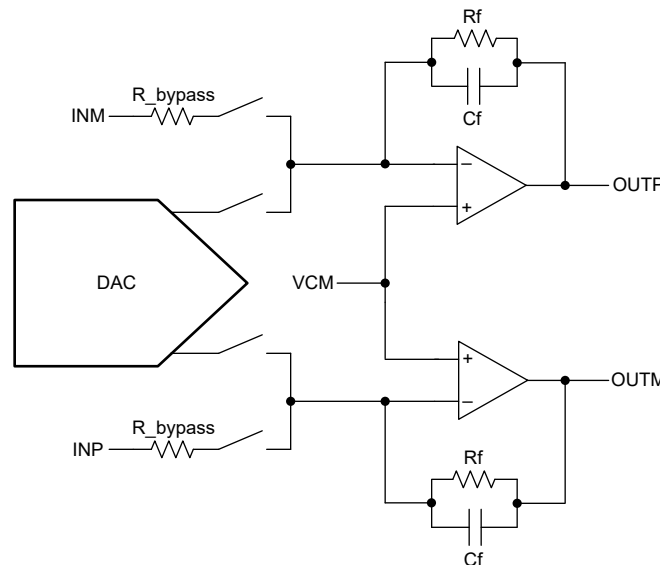 Rf
R_bypass
INM
Cf
−
OUTP
+
DAC
VCM
+
OUTM
−
R_bypass
INP
Rf
Cf